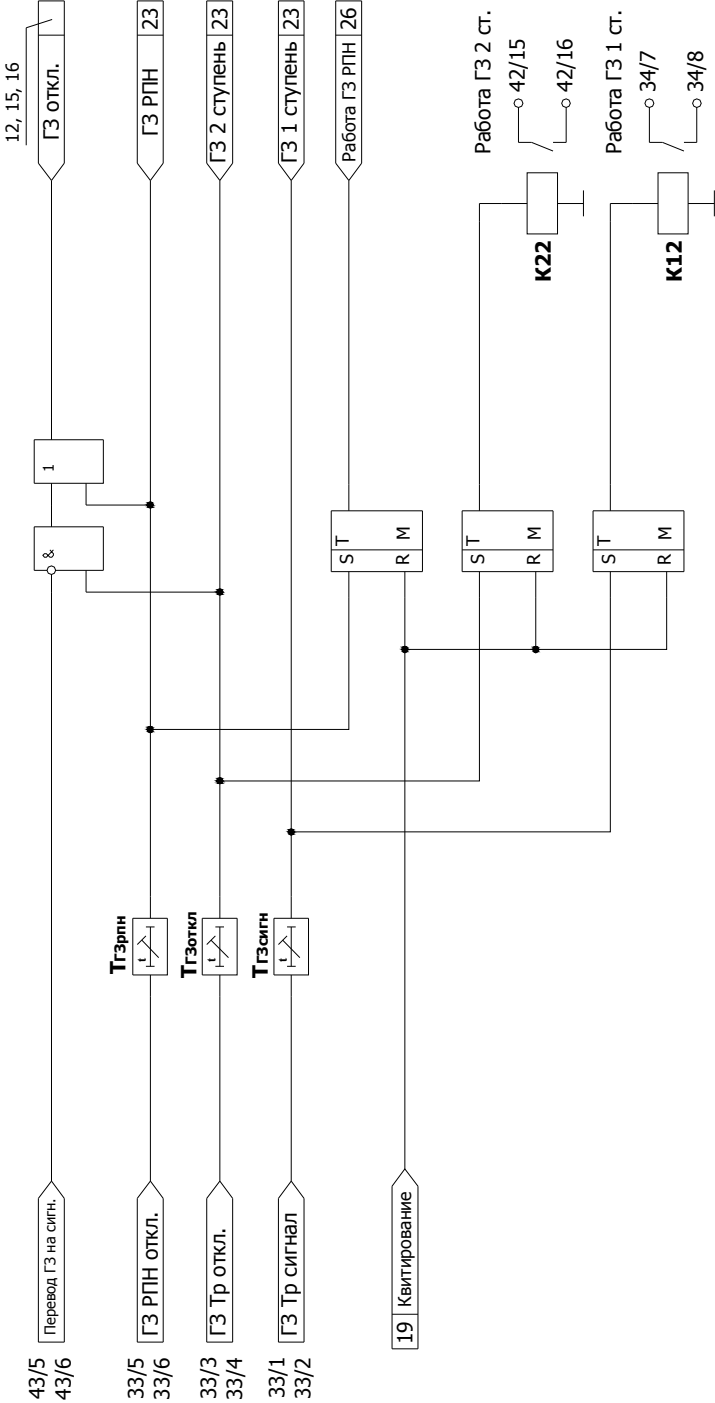 43/5
43/6
Перевод ГЗ на сигн.
&
1
ГЗ откл.
12, 15, 16
33/5
33/6
ГЗ РПН откл.
Тгзрпн
t
ГЗ РПН
23
33/3
33/4
ГЗ Тр откл.
Тгзоткл
t
ГЗ 2 ступень
23
33/1
33/2
ГЗ Тр сигнал
Тгзсигн
t
ГЗ 1 ступень
23
S T
R M
Работа ГЗ РПН
26
19 Квитирование
S T
R M
K22
Работа ГЗ 2 ст.
42/15
42/16
S T
R M
K12
Работа ГЗ 1 ст.
34/7
34/8